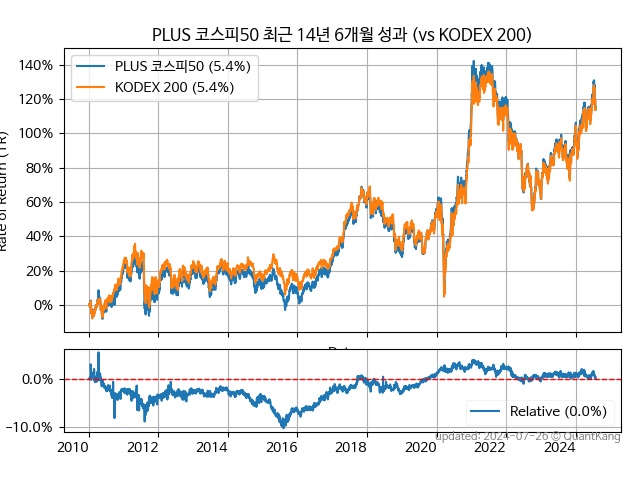 PLUS 코스피50 최근 14년 6개월 성과 (vs KODEX 200)
PLUS 코스피50 (5.4%)
KODEX 200 (5.4%)
Rate of Return (TR)
140%
120%
100%
80%
60%
40%
20%
0%
0.0%
−10.0%
Relative (0.0%)
updated: 2024-07-26 © QuantKang
2010 2012 2014 2016 2018 2020 2022 2024